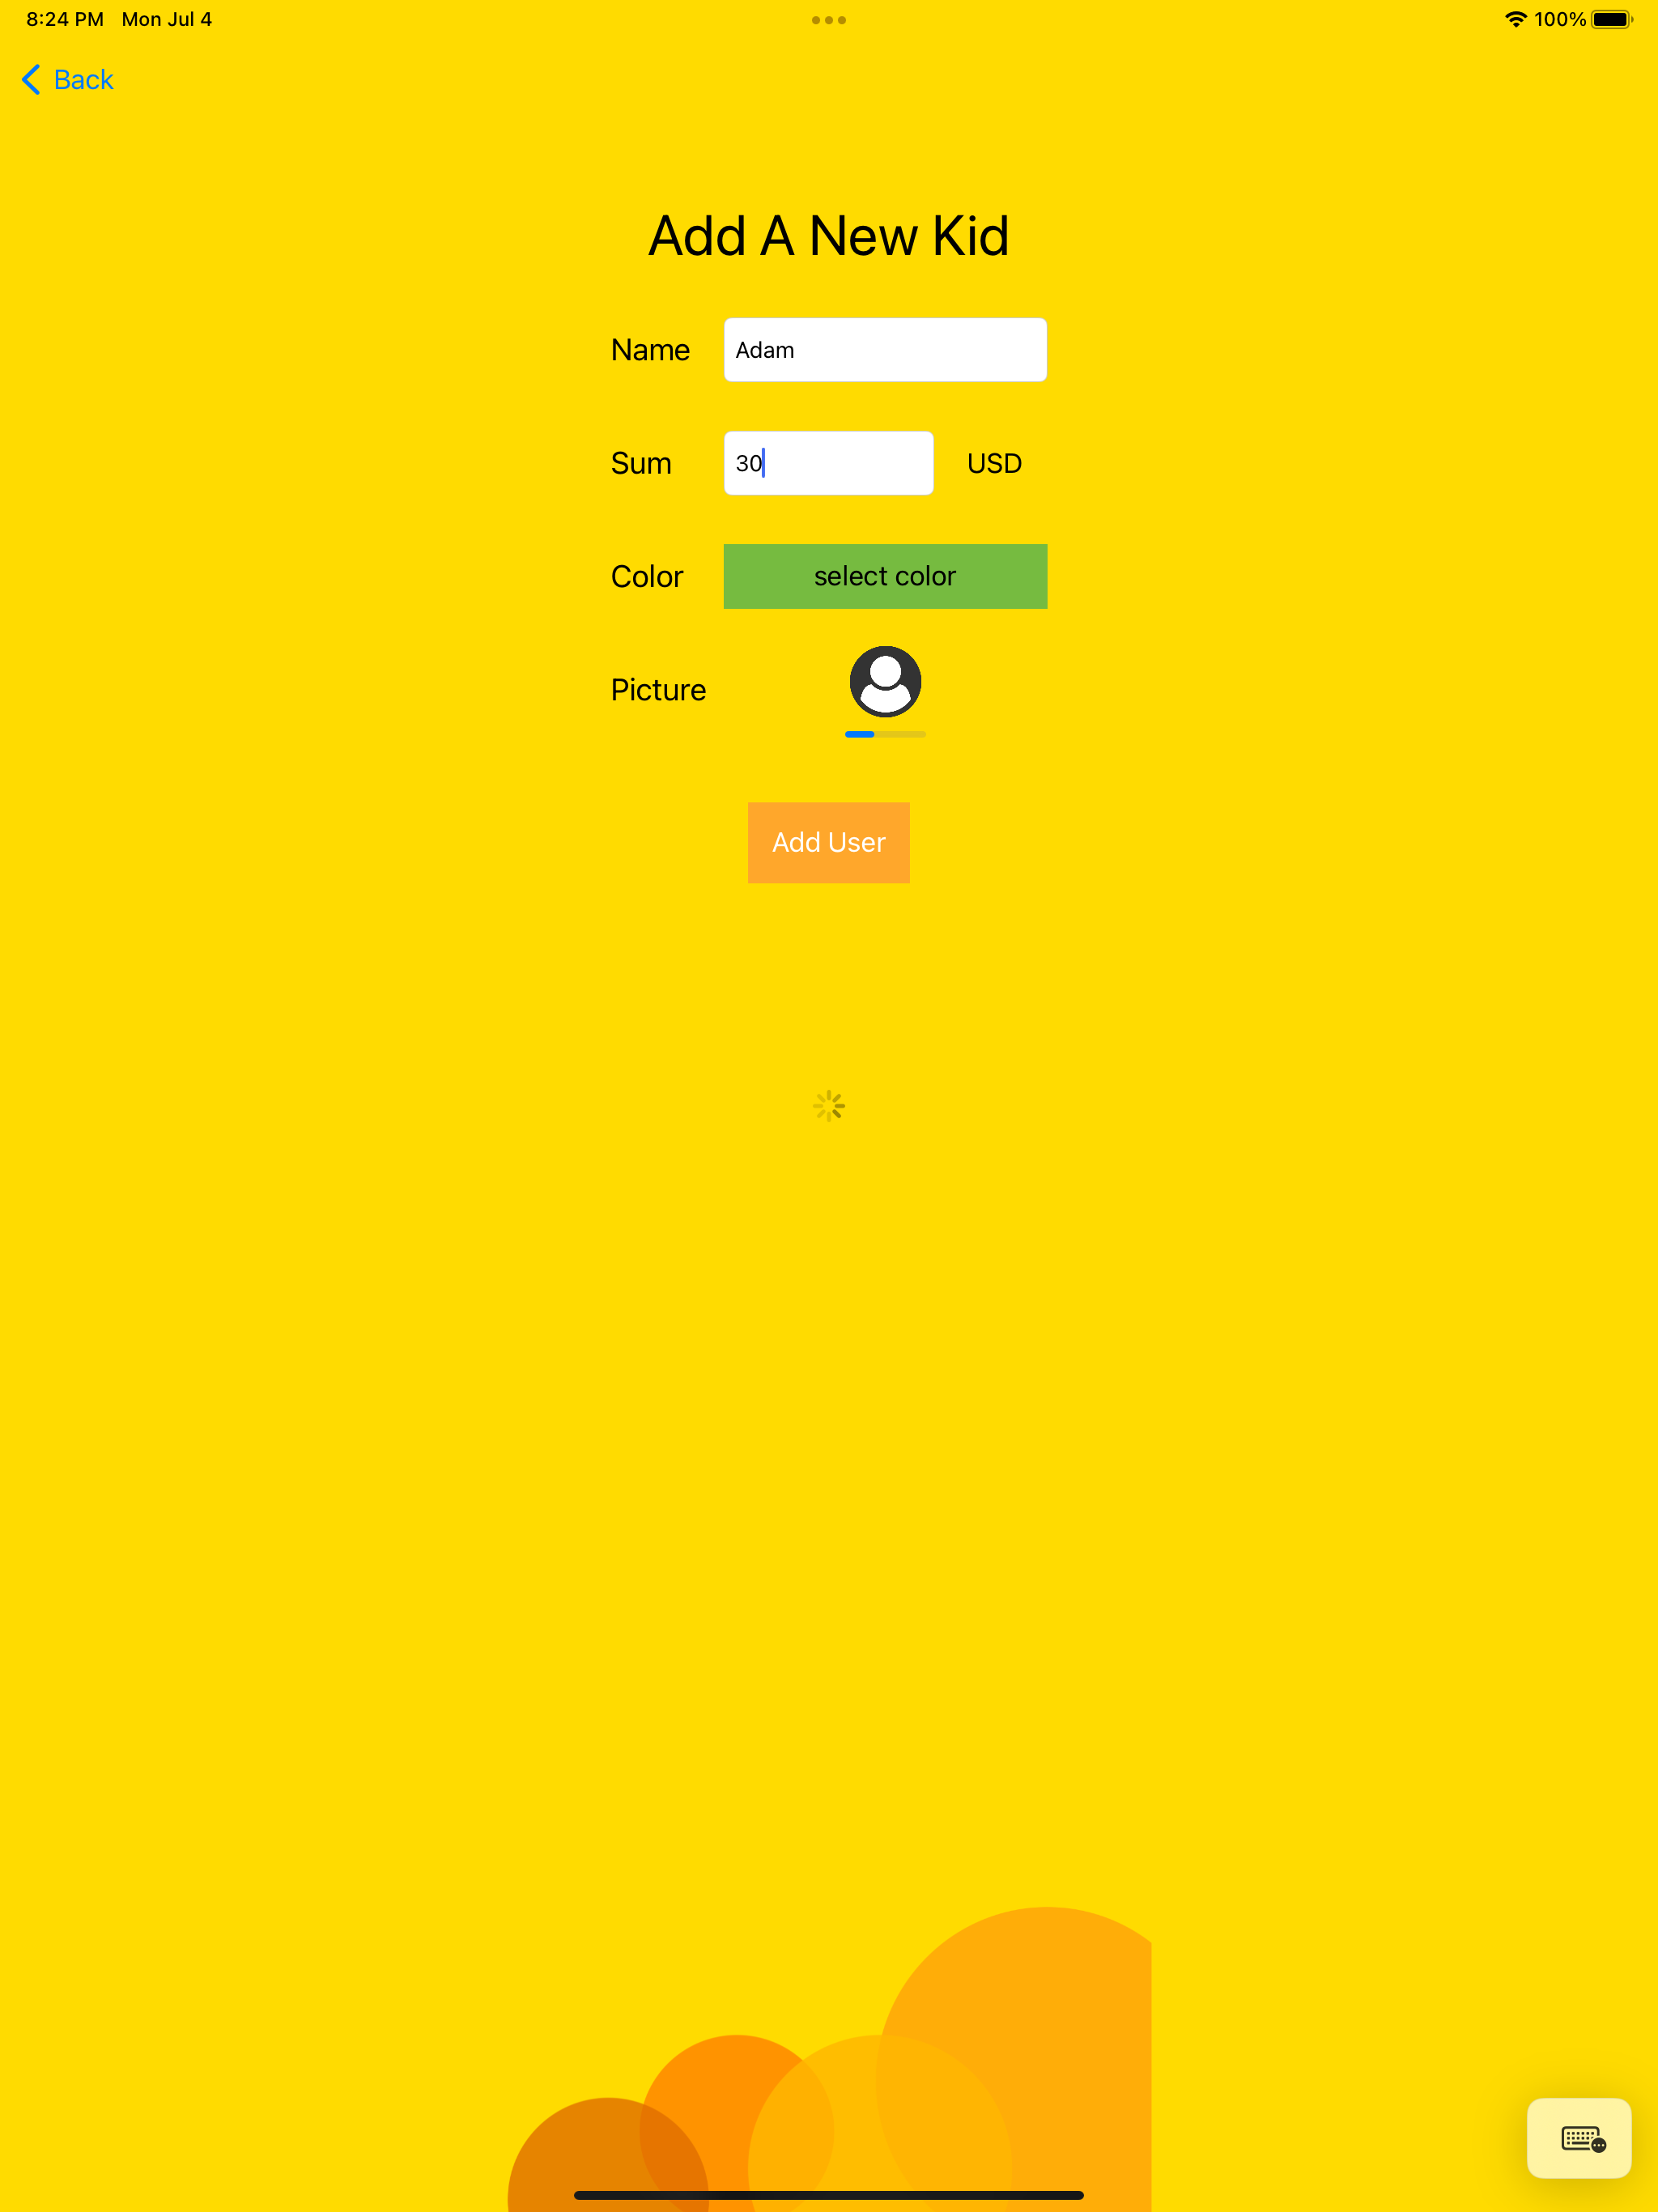 8:24 PM Mon Jul 4
100%
Back
Add A New Kid
Name Adam
Sum 30 USD
Color select color
Picture
Add User